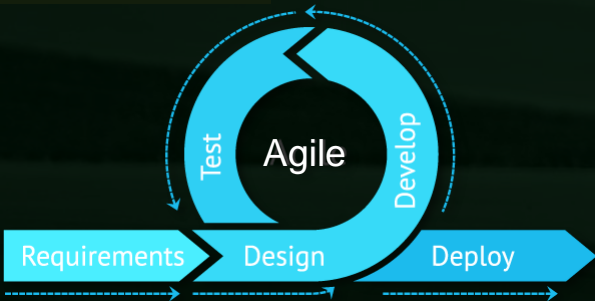 Agile
Test
Develop
Requirements
Design
Deploy